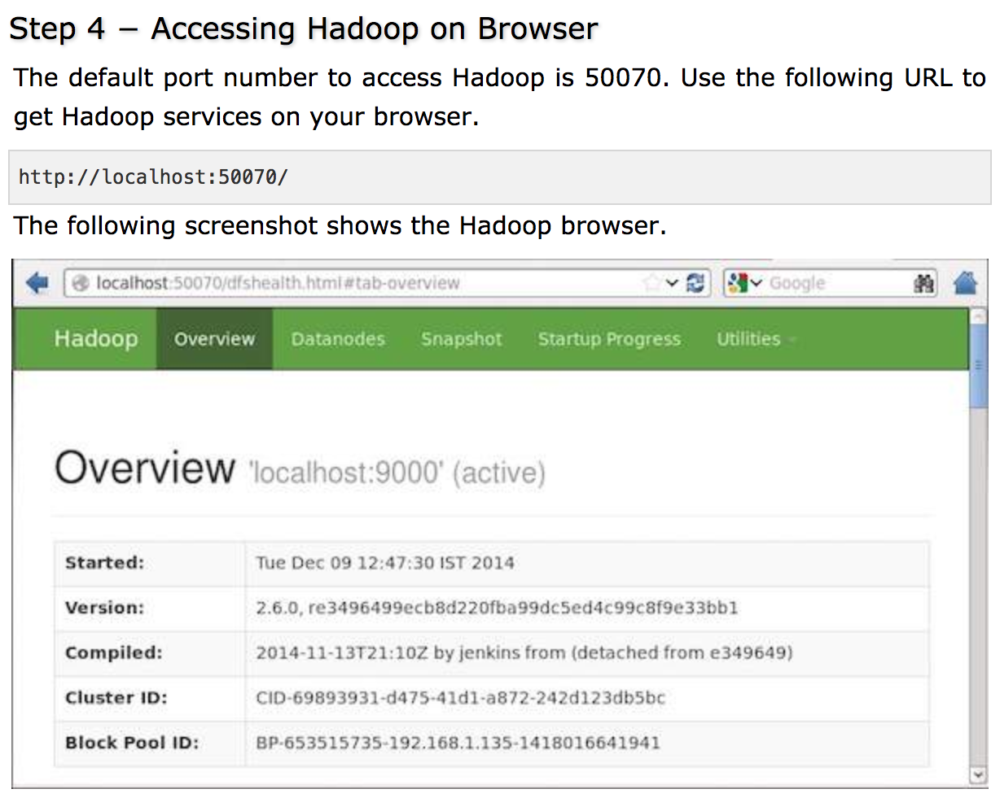 Step 4 – Accessing Hadoop on Browser
The default port number to access Hadoop is 50070. Use the following URL to
get Hadoop services on your browser.
http://localhost:50070/
The following screenshot shows the Hadoop browser.
localhost:50070/dfshealth.html#tab-overview Google
Hadoop Overview Datanodes Snapshot Startup Progress Utilities
Overview 'localhost:9000' (active)
Started: Tue Dec 09 12:47:30 IST 2014
Version: 2.6.0, re3496499ecb8d220fba99dc5ed4c99c8f9e33bb1
Compiled: 2014-11-13T21:10Z by jenkins from (detached from e349649)
Cluster ID: CID-69893931-d475-41d1-a872-242d123db5bc
Block Pool ID: BP-653515735-192.168.1.135-1418016641941